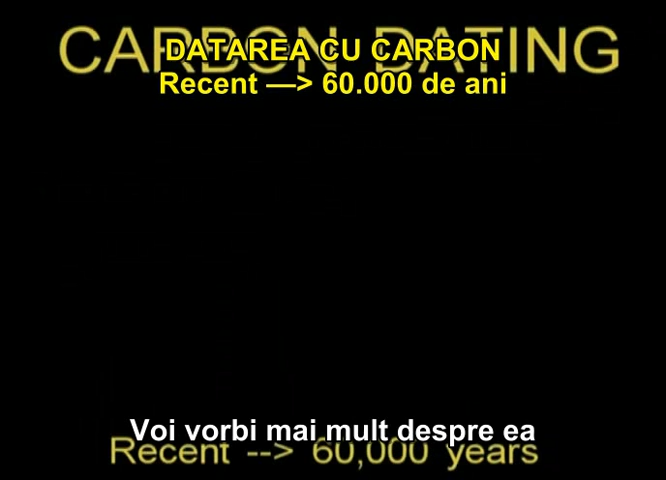 CARBON DATING
DATAREA CU CARBON
Recent —> 60.000 de ani
Voi vorbi mai mult despre ea
Recent --> 60,000 years